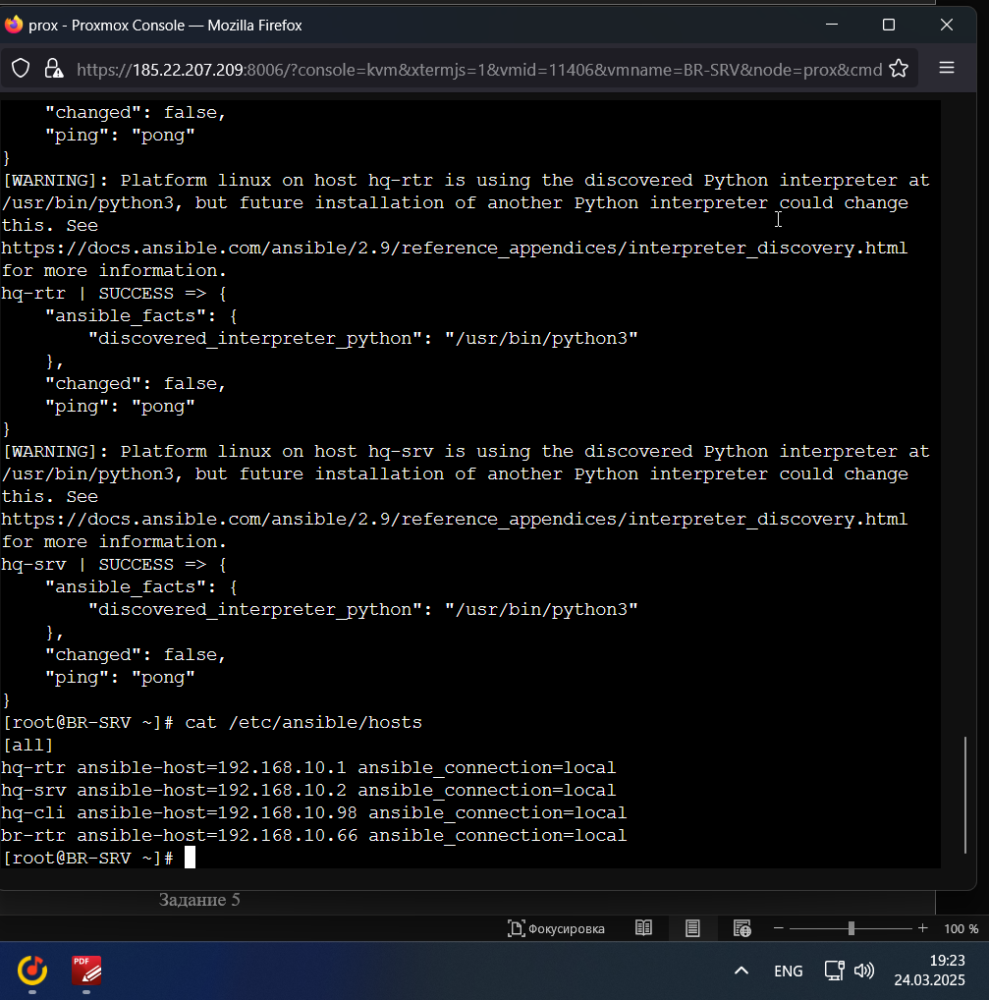 prox - Proxmox Console — Mozilla Firefox
https://185.22.207.209:8006/?console=kvm&xtermjs=1&vmid=11406&vmname=BR-SRV&node=prox&cmd
    "changed": false,
    "ping": "pong"
}
[WARNING]: Platform linux on host hq-rtr is using the discovered Python interpreter at
/usr/bin/python3, but future installation of another Python interpreter could change
this. See
https://docs.ansible.com/ansible/2.9/reference_appendices/interpreter_discovery.html
for more information.
hq-rtr | SUCCESS => {
    "ansible_facts": {
        "discovered_interpreter_python": "/usr/bin/python3"
    },
    "changed": false,
    "ping": "pong"
}
[WARNING]: Platform linux on host hq-srv is using the discovered Python interpreter at
/usr/bin/python3, but future installation of another Python interpreter could change
this. See
https://docs.ansible.com/ansible/2.9/reference_appendices/interpreter_discovery.html
for more information.
hq-srv | SUCCESS => {
    "ansible_facts": {
        "discovered_interpreter_python": "/usr/bin/python3"
    },
    "changed": false,
    "ping": "pong"
}
[root@BR-SRV ~]# cat /etc/ansible/hosts
[all]
hq-rtr ansible-host=192.168.10.1 ansible_connection=local
hq-srv ansible-host=192.168.10.2 ansible_connection=local
hq-cli ansible-host=192.168.10.98 ansible_connection=local
br-rtr ansible-host=192.168.10.66 ansible_connection=local
[root@BR-SRV ~]#
Задание 5
Фокусировка
100 %
PDF
ENG
19:23
24.03.2025